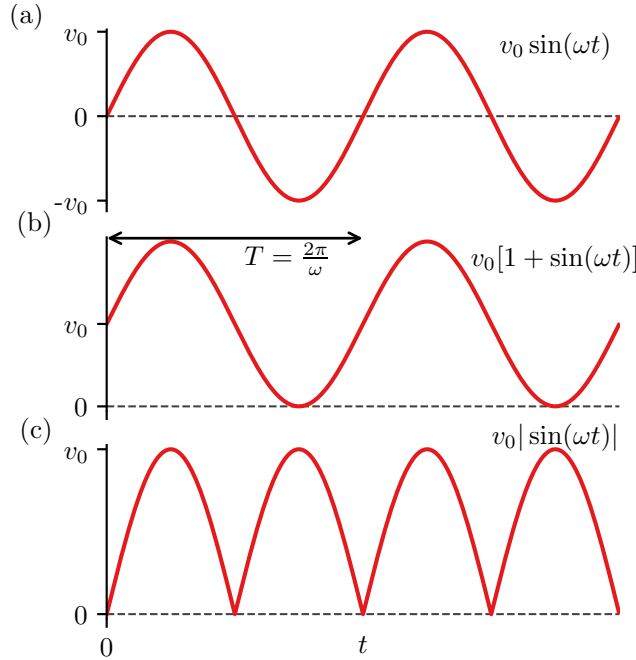 (a)
v₀
v₀ sin(ωt)
0
-v₀
(b)
T = 2π/ω
v₀[1 + sin(ωt)]
v₀
0
(c)
v₀| sin(ωt)|
v₀
0
0
t